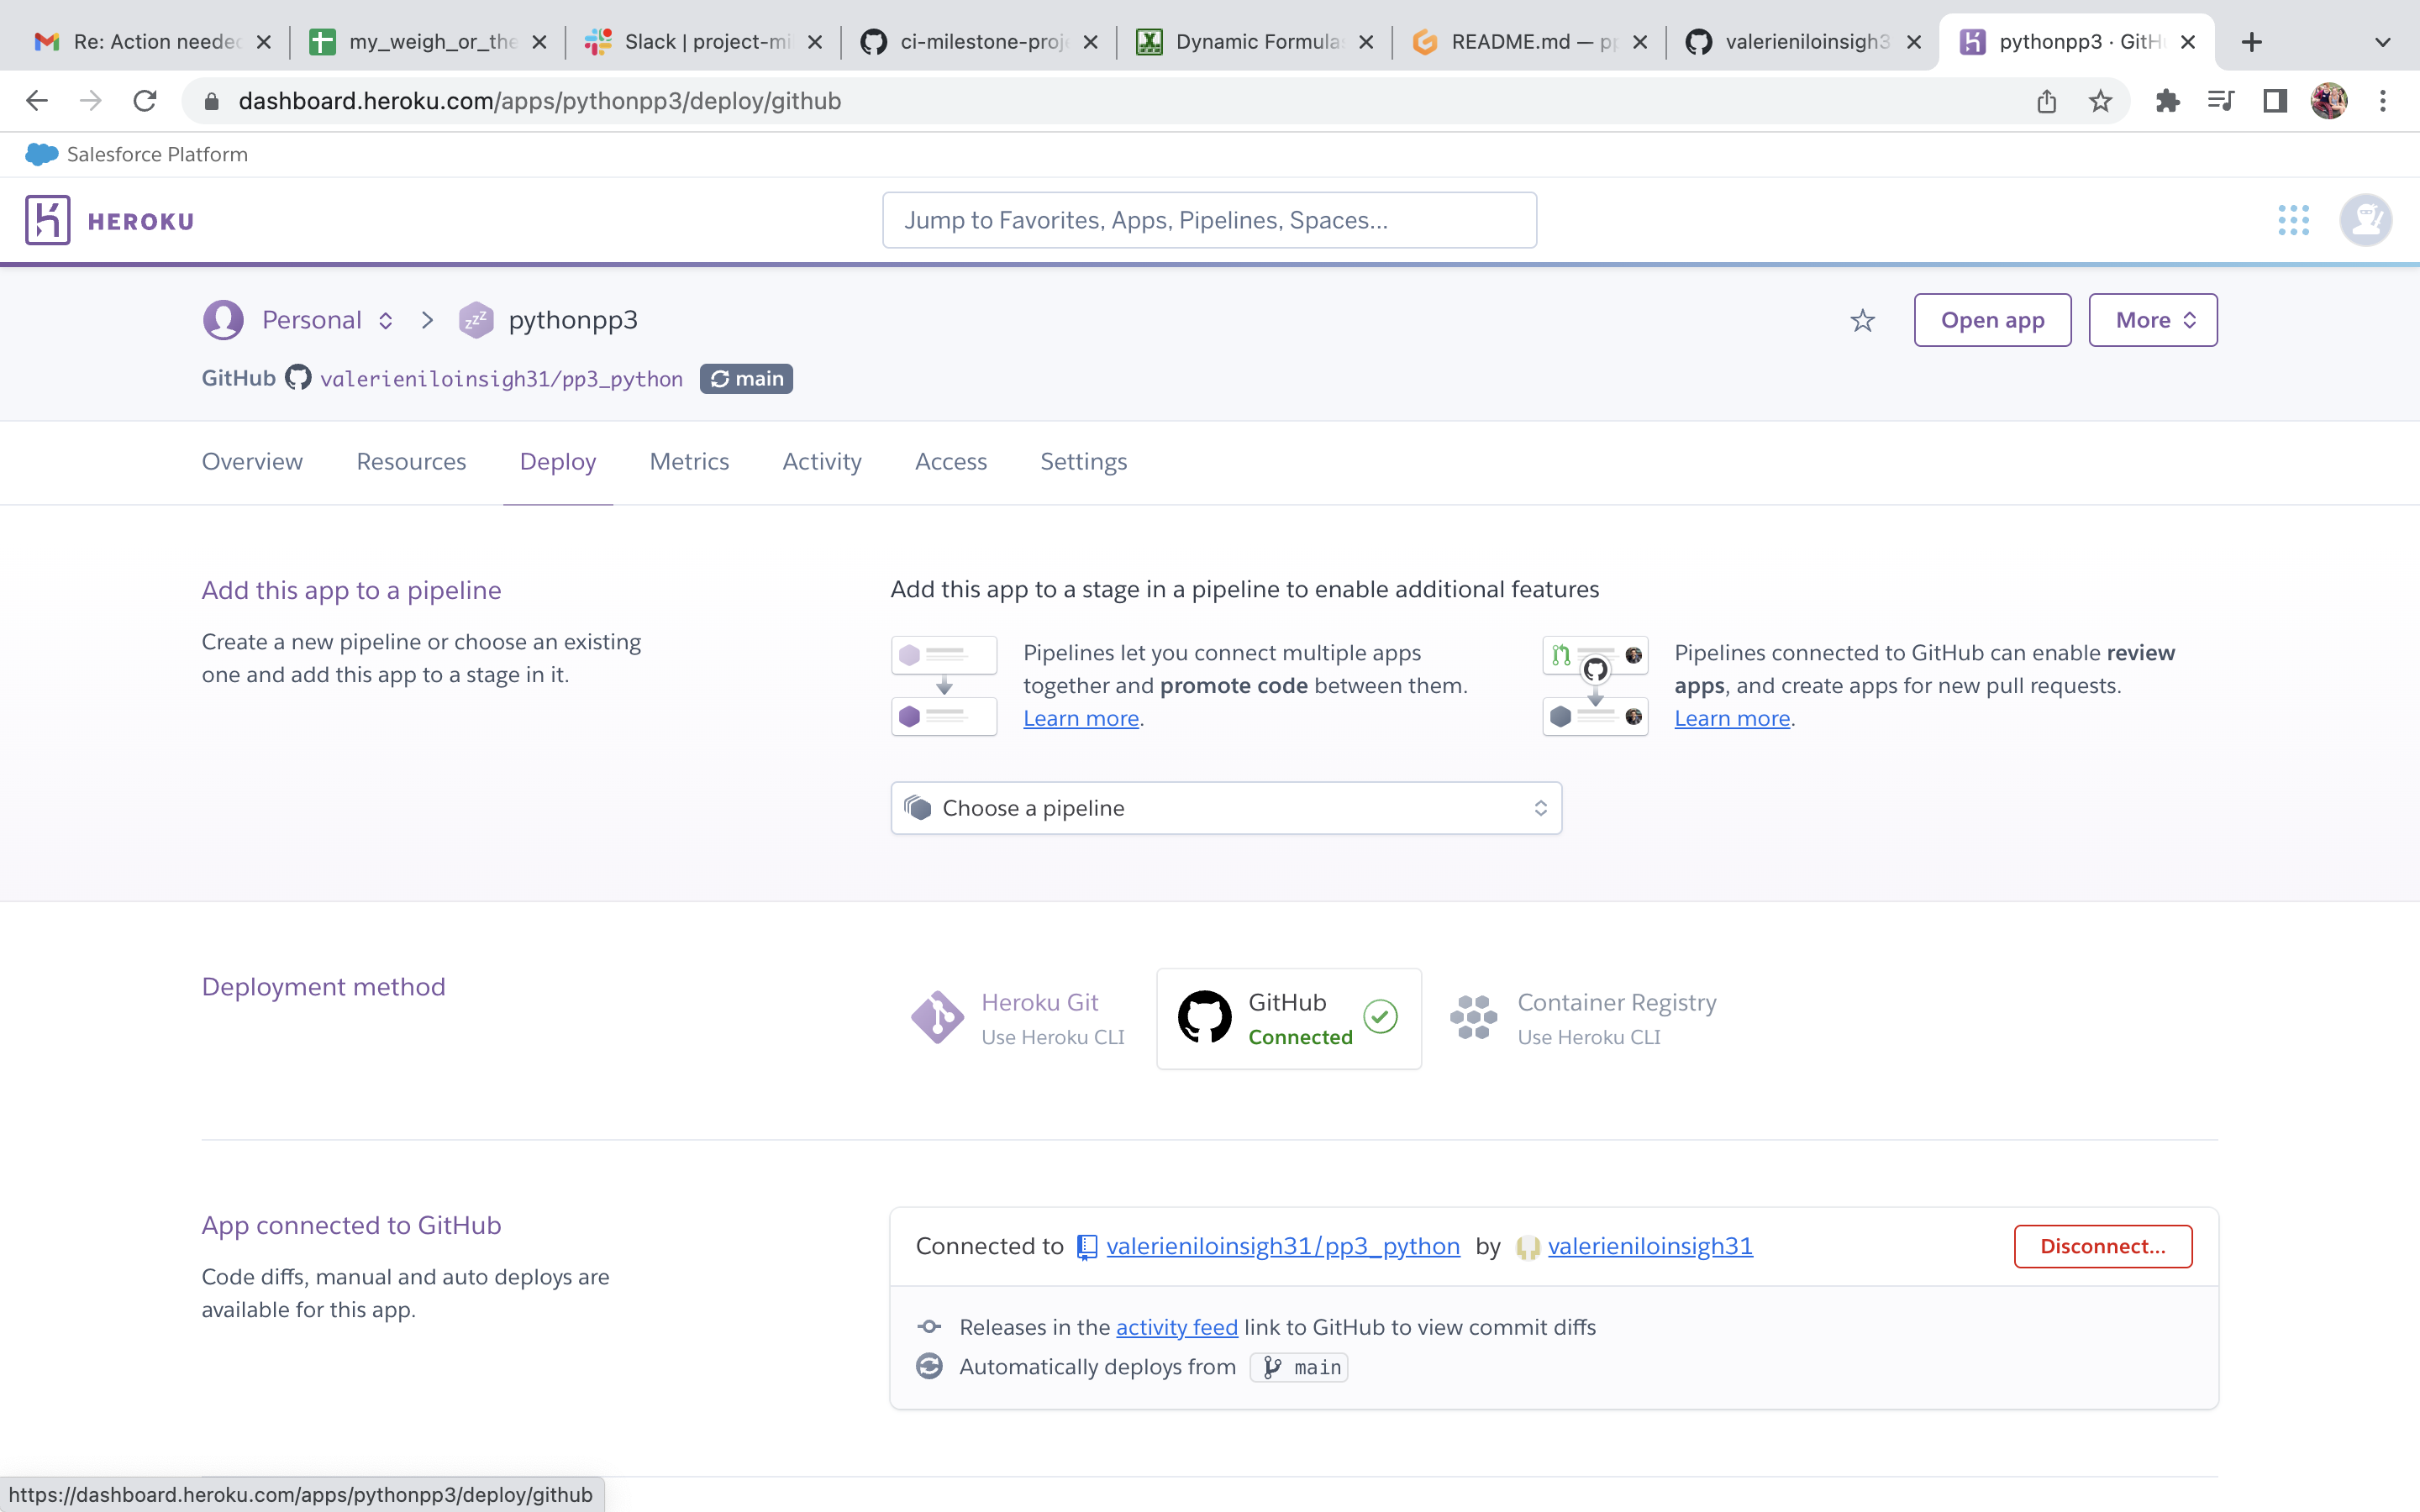 Re: Action needed
my_weigh_or_the
Slack | project-mi
ci-milestone-proj
Dynamic Formulas
README.md — pp
valerieniloinsigh3
pythonpp3 · GitH
dashboard.heroku.com/apps/pythonpp3/deploy/github
Salesforce Platform
HEROKU
Jump to Favorites, Apps, Pipelines, Spaces...
Personal
zzz
pythonpp3
Open app
More
GitHub valerieniloinsigh31/pp3_python main
Overview
Resources
Deploy
Metrics
Activity
Access
Settings
Add this app to a pipeline
Create a new pipeline or choose an existing
one and add this app to a stage in it.
Add this app to a stage in a pipeline to enable additional features
Pipelines let you connect multiple apps
together and promote code between them.
Learn more.
Pipelines connected to GitHub can enable review
apps, and create apps for new pull requests.
Learn more.
Choose a pipeline
Deployment method
Heroku Git
Use Heroku CLI
GitHub
Connected
Container Registry
Use Heroku CLI
App connected to GitHub
Code diffs, manual and auto deploys are
available for this app.
Connected to valerieniloinsigh31/pp3_python by valerieniloinsigh31
Disconnect...
Releases in the activity feed link to GitHub to view commit diffs
Automatically deploys from main
https://dashboard.heroku.com/apps/pythonpp3/deploy/github